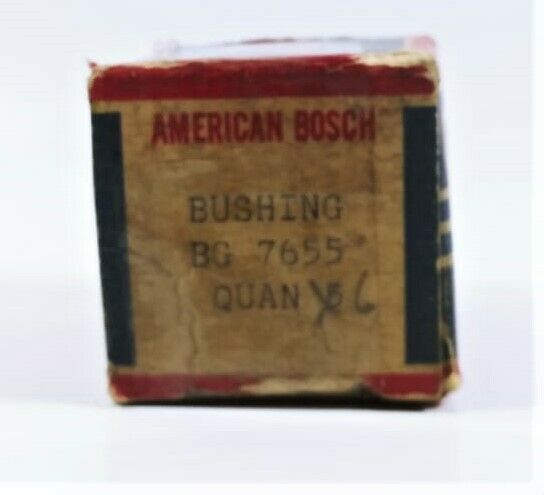 AMERICAN BOSCH
BUSHING
BG 7655
QUAN 6